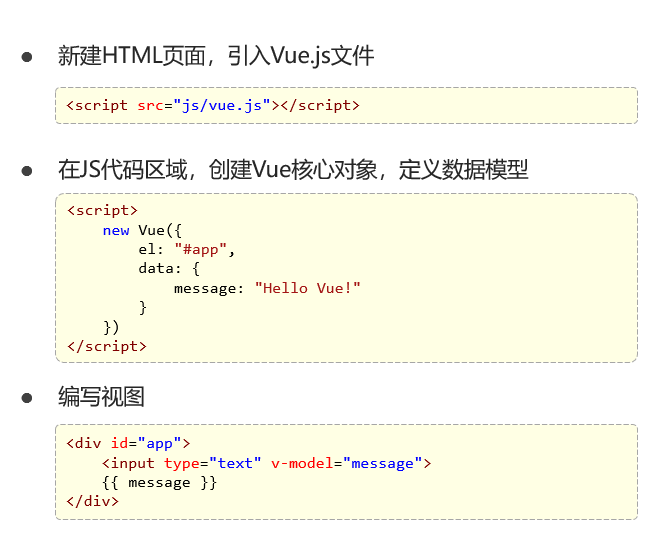 ● 新建HTML页面，引入Vue.js文件
<script src="js/vue.js"></script>
● 在JS代码区域，创建Vue核心对象，定义数据模型
<script>
    new Vue({
        el: "#app",
        data: {
            message: "Hello Vue!"
        }
    })
</script>
● 编写视图
<div id="app">
    <input type="text" v-model="message">
    {{ message }}
</div>